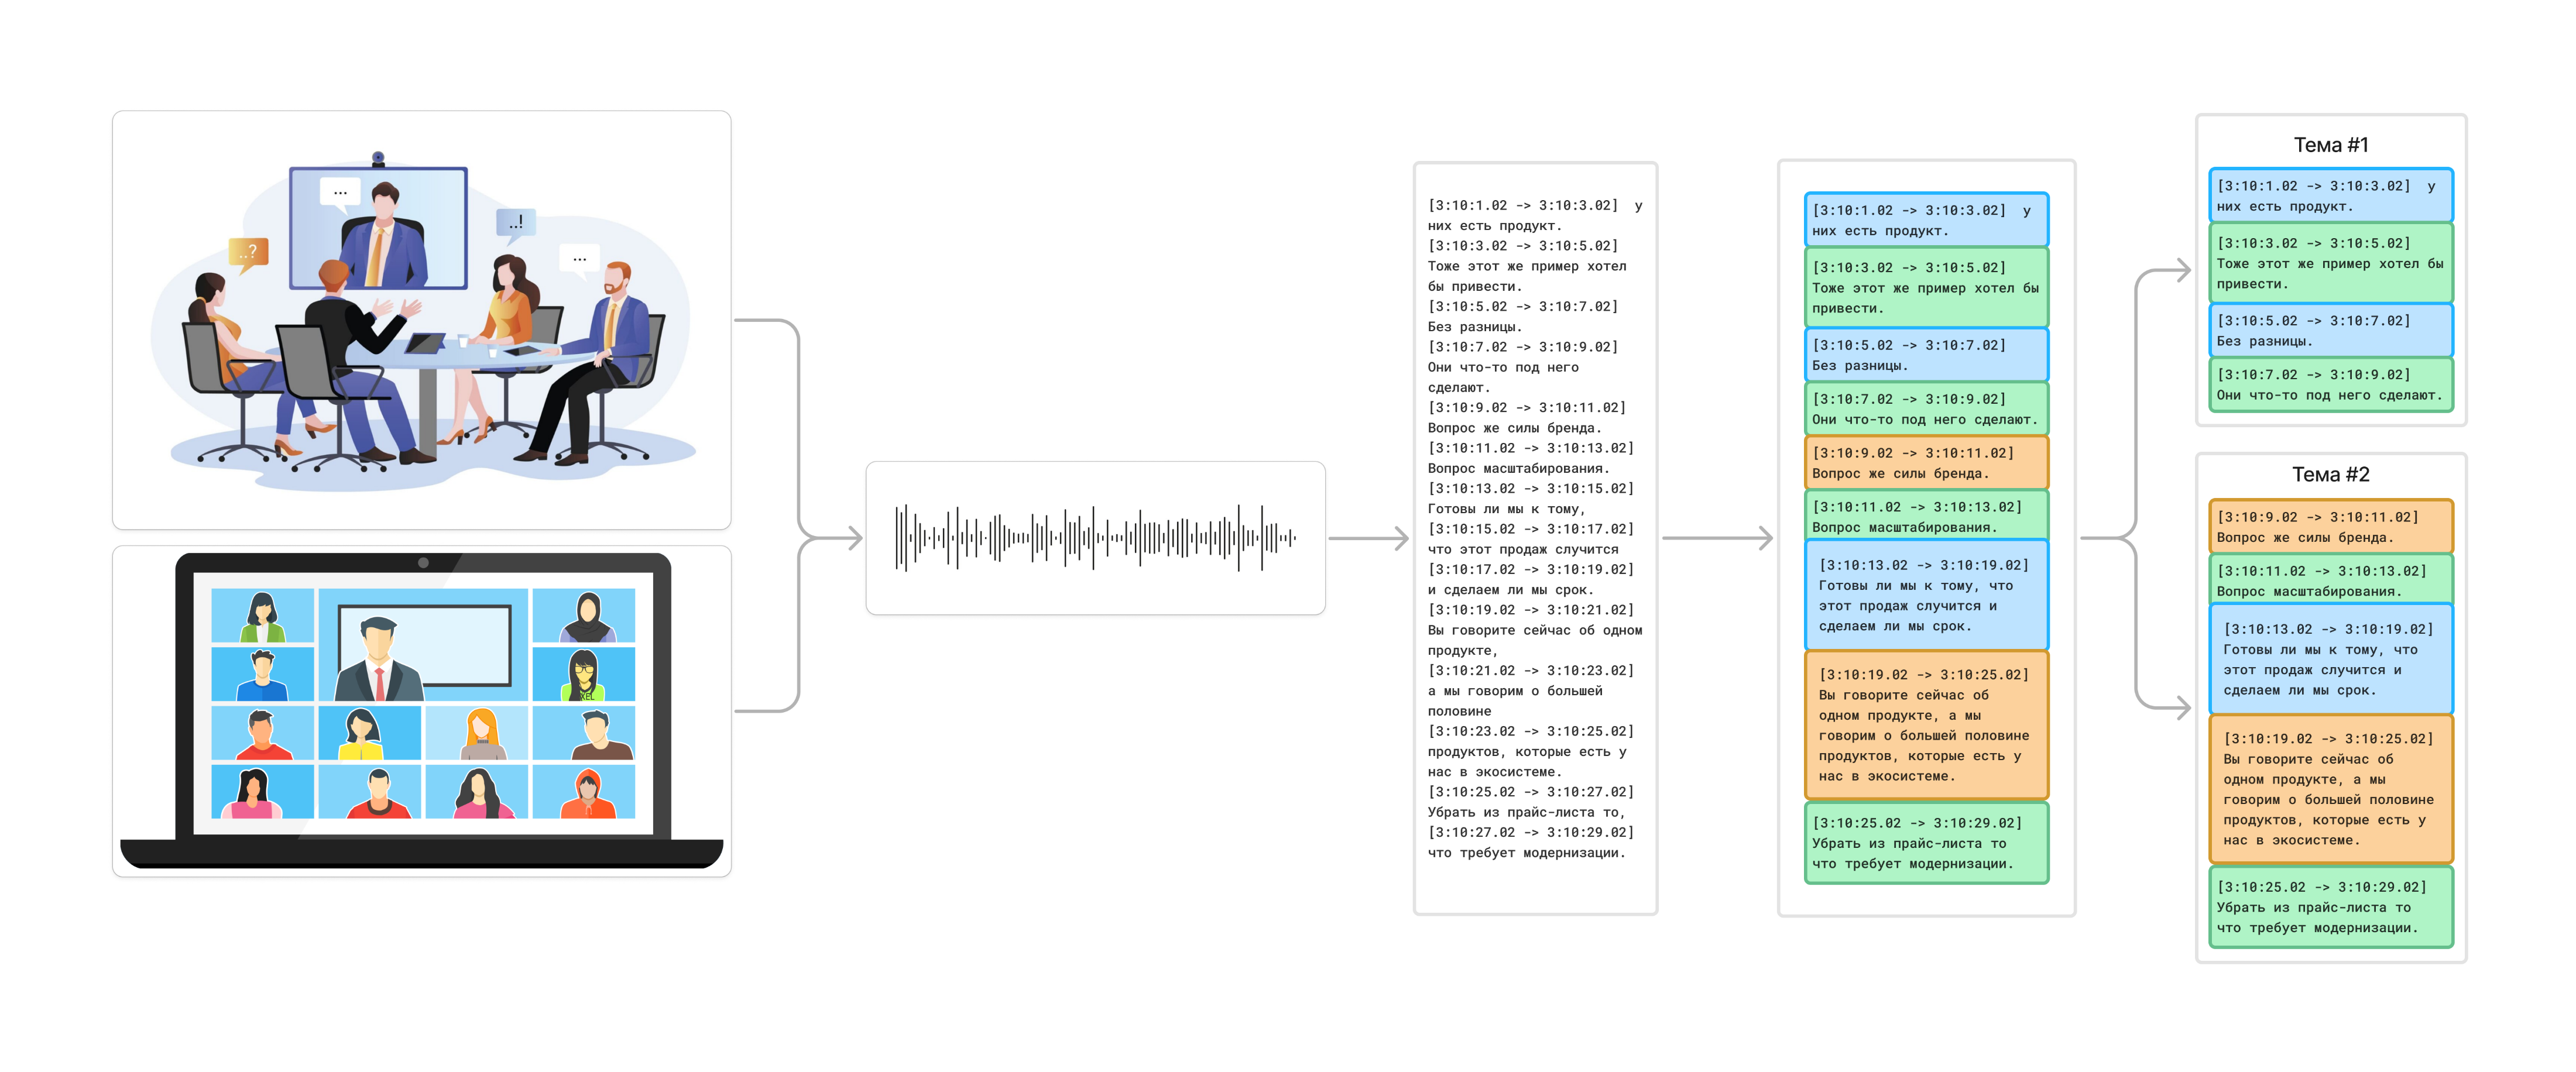 ...
..!
..?
...
[3:10:1.02 -> 3:10:3.02]  у
них есть продукт.
[3:10:3.02 -> 3:10:5.02]
Тоже этот же пример хотел
бы привести.
[3:10:5.02 -> 3:10:7.02]
Без разницы.
[3:10:7.02 -> 3:10:9.02]
Они что-то под него
сделают.
[3:10:9.02 -> 3:10:11.02]
Вопрос же силы бренда.
[3:10:11.02 -> 3:10:13.02]
Вопрос масштабирования.
[3:10:13.02 -> 3:10:15.02]
Готовы ли мы к тому,
[3:10:15.02 -> 3:10:17.02]
что этот продаж случится
[3:10:17.02 -> 3:10:19.02]
и сделаем ли мы срок.
[3:10:19.02 -> 3:10:21.02]
Вы говорите сейчас об одном
продукте,
[3:10:21.02 -> 3:10:23.02]
а мы говорим о большей
половине
[3:10:23.02 -> 3:10:25.02]
продуктов, которые есть у
нас в экосистеме.
[3:10:25.02 -> 3:10:27.02]
Убрать из прайс-листа то,
[3:10:27.02 -> 3:10:29.02]
что требует модернизации.
[3:10:1.02 -> 3:10:3.02]  у
них есть продукт.
[3:10:3.02 -> 3:10:5.02]
Тоже этот же пример хотел бы
привести.
[3:10:5.02 -> 3:10:7.02]
Без разницы.
[3:10:7.02 -> 3:10:9.02]
Они что-то под него сделают.
[3:10:9.02 -> 3:10:11.02]
Вопрос же силы бренда.
[3:10:11.02 -> 3:10:13.02]
Вопрос масштабирования.
[3:10:13.02 -> 3:10:19.02]
Готовы ли мы к тому, что
этот продаж случится и
сделаем ли мы срок.
[3:10:19.02 -> 3:10:25.02]
Вы говорите сейчас об
одном продукте, а мы
говорим о большей половине
продуктов, которые есть у
нас в экосистеме.
[3:10:25.02 -> 3:10:29.02]
Убрать из прайс-листа то
что требует модернизации.
Тема #1
[3:10:1.02 -> 3:10:3.02]  у
них есть продукт.
[3:10:3.02 -> 3:10:5.02]
Тоже этот же пример хотел бы
привести.
[3:10:5.02 -> 3:10:7.02]
Без разницы.
[3:10:7.02 -> 3:10:9.02]
Они что-то под него сделают.
Тема #2
[3:10:9.02 -> 3:10:11.02]
Вопрос же силы бренда.
[3:10:11.02 -> 3:10:13.02]
Вопрос масштабирования.
[3:10:13.02 -> 3:10:19.02]
Готовы ли мы к тому, что
этот продаж случится и
сделаем ли мы срок.
[3:10:19.02 -> 3:10:25.02]
Вы говорите сейчас об
одном продукте, а мы
говорим о большей половине
продуктов, которые есть у
нас в экосистеме.
[3:10:25.02 -> 3:10:29.02]
Убрать из прайс-листа то
что требует модернизации.